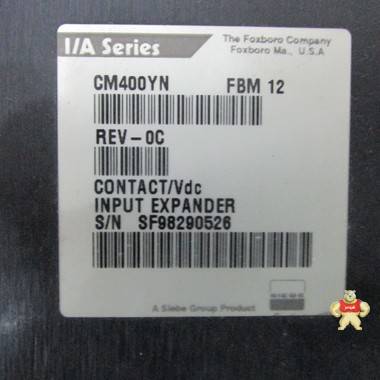 I/A Series
The Foxboro Company
Foxboro Ma., U.S.A
CM400YN FBM 12
REV-0C
CONTACT/Vdc
INPUT EXPANDER
S/N SF98290526
A Siebe Group Product